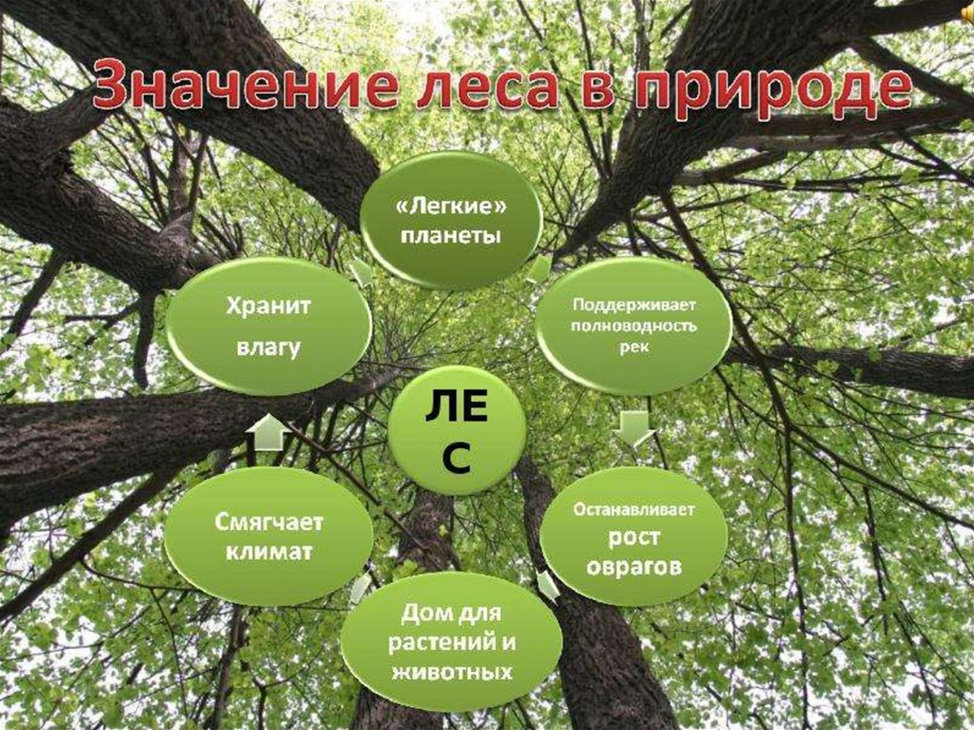 Значение леса в природе
«Легкие»
планеты
Поддерживает
полноводность
рек
Останавливает
рост
оврагов
Дом для
растений и
животных
Смягчает
климат
Хранит
влагу
ЛЕ
С